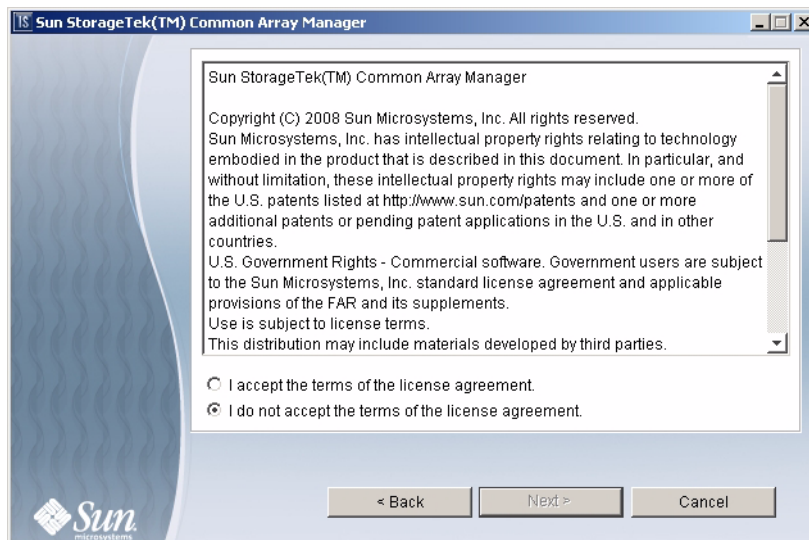 Sun StorageTek(TM) Common Array Manager
Sun StorageTek(TM) Common Array Manager
Copyright (C) 2008 Sun Microsystems, Inc. All rights reserved.
Sun Microsystems, Inc. has intellectual property rights relating to technology
embodied in the product that is described in this document. In particular, and
without limitation, these intellectual property rights may include one or more of
the U.S. patents listed at http://www.sun.com/patents and one or more
additional patents or pending patent applications in the U.S. and in other
countries.
U.S. Government Rights - Commercial software. Government users are subject
to the Sun Microsystems, Inc. standard license agreement and applicable
provisions of the FAR and its supplements.
Use is subject to license terms.
This distribution may include materials developed by third parties.
I accept the terms of the license agreement.
I do not accept the terms of the license agreement.
< Back
Next >
Cancel
Sun
microsystems